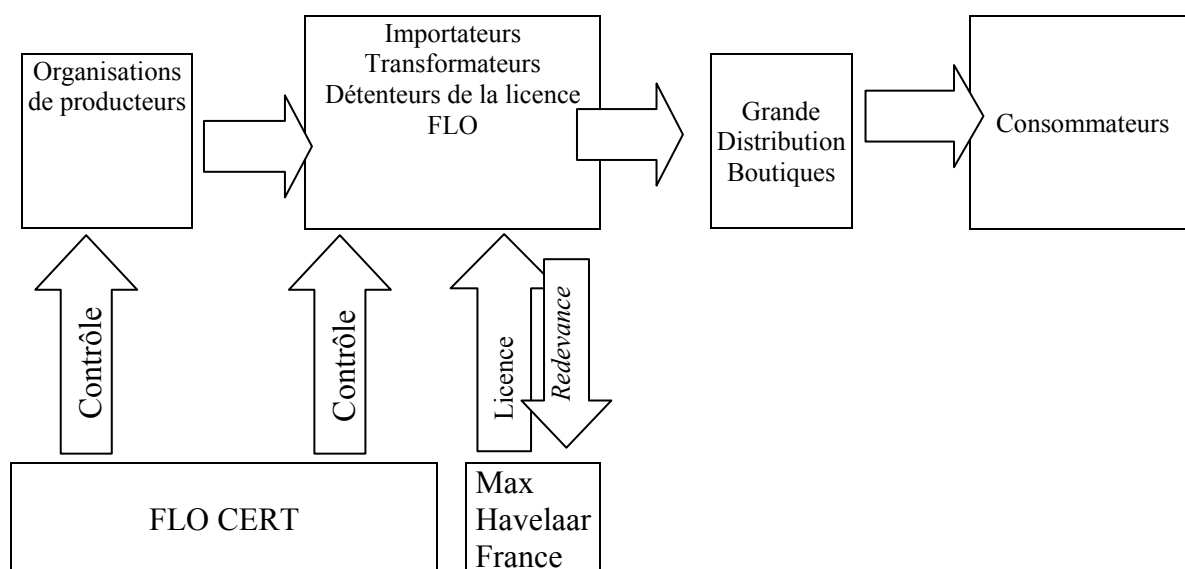 Organisations
de producteurs
Importateurs
Transformateurs
Détenteurs de la licence
FLO
Grande
Distribution
Boutiques
Consommateurs
Contrôle
Contrôle
Licence
Redevance
FLO CERT
Max
Havelaar
France